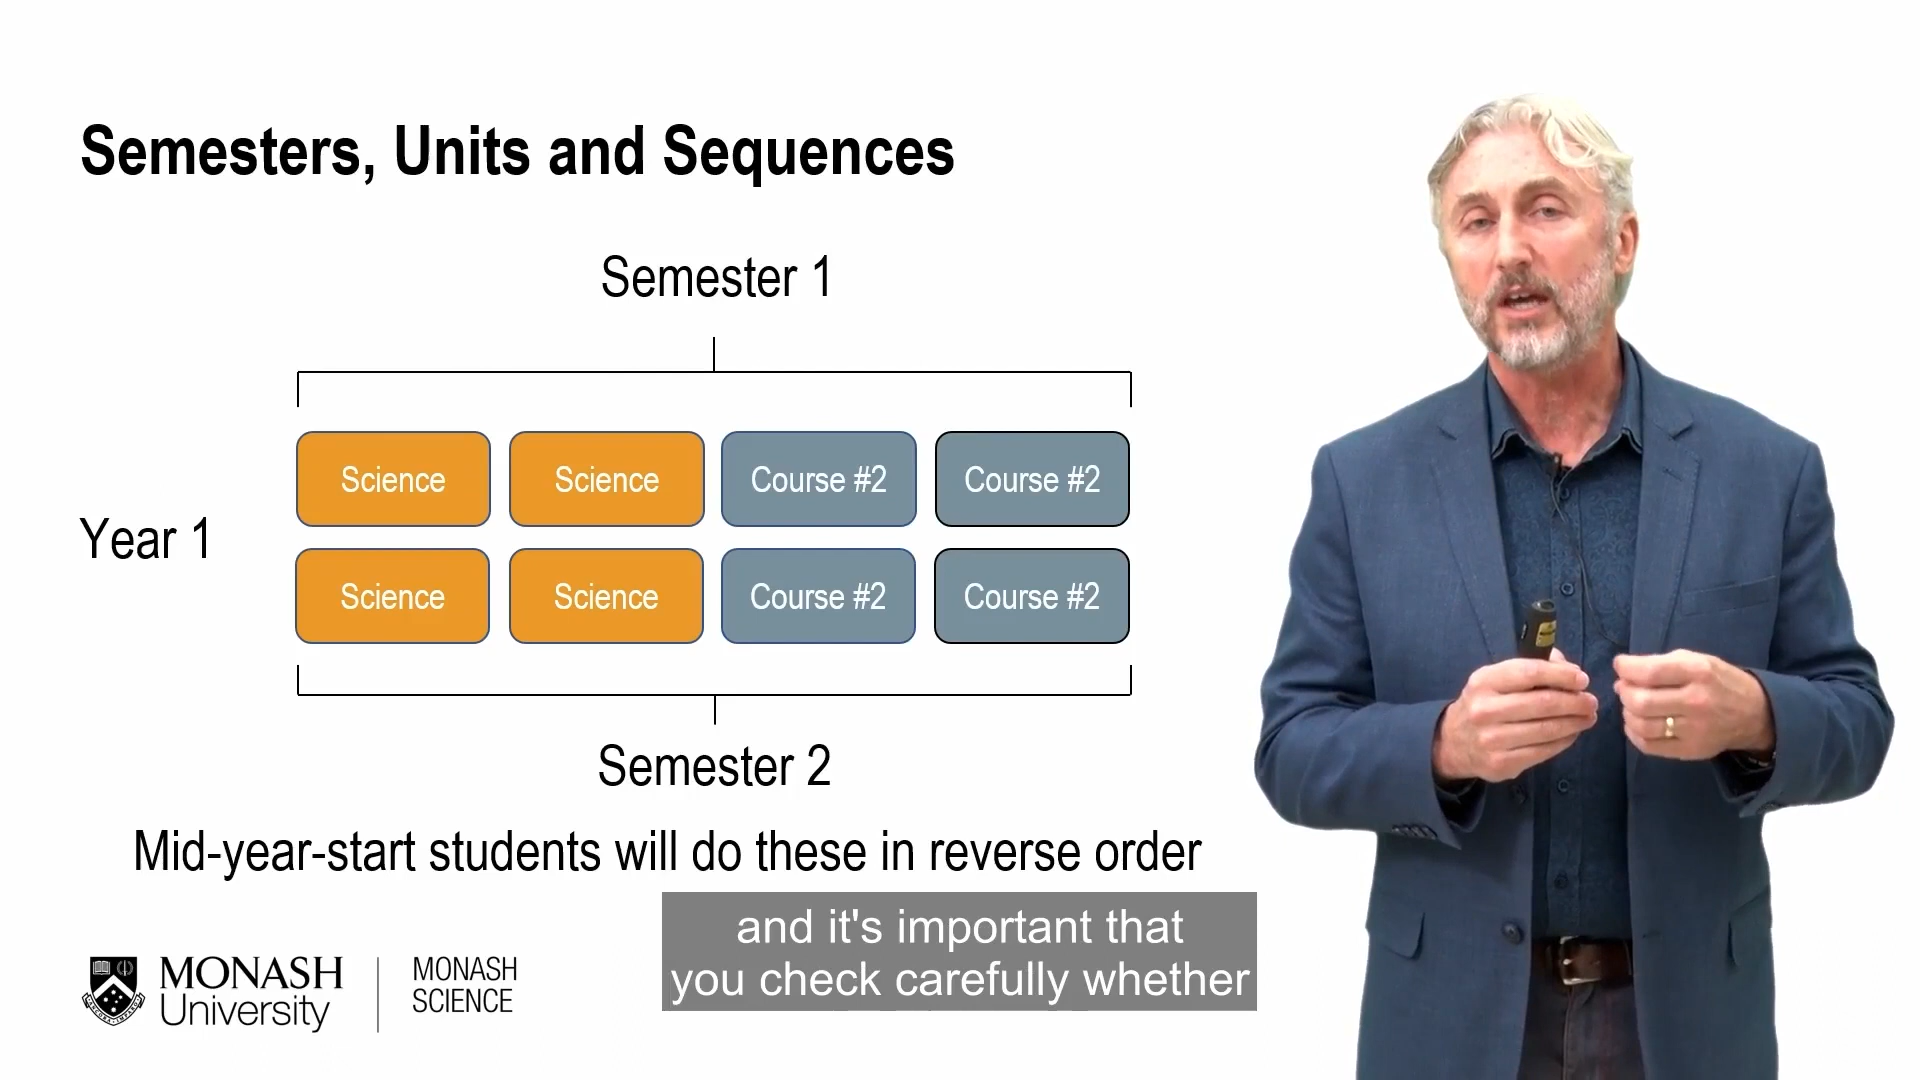 Semesters, Units and Sequences
Semester 1
Science
Science
Course #2
Course #2
Year 1
Science
Science
Course #2
Course #2
Semester 2
Mid-year-start students will do these in reverse order
and it's important that
you check carefully whether
MONASH
University
MONASH
SCIENCE